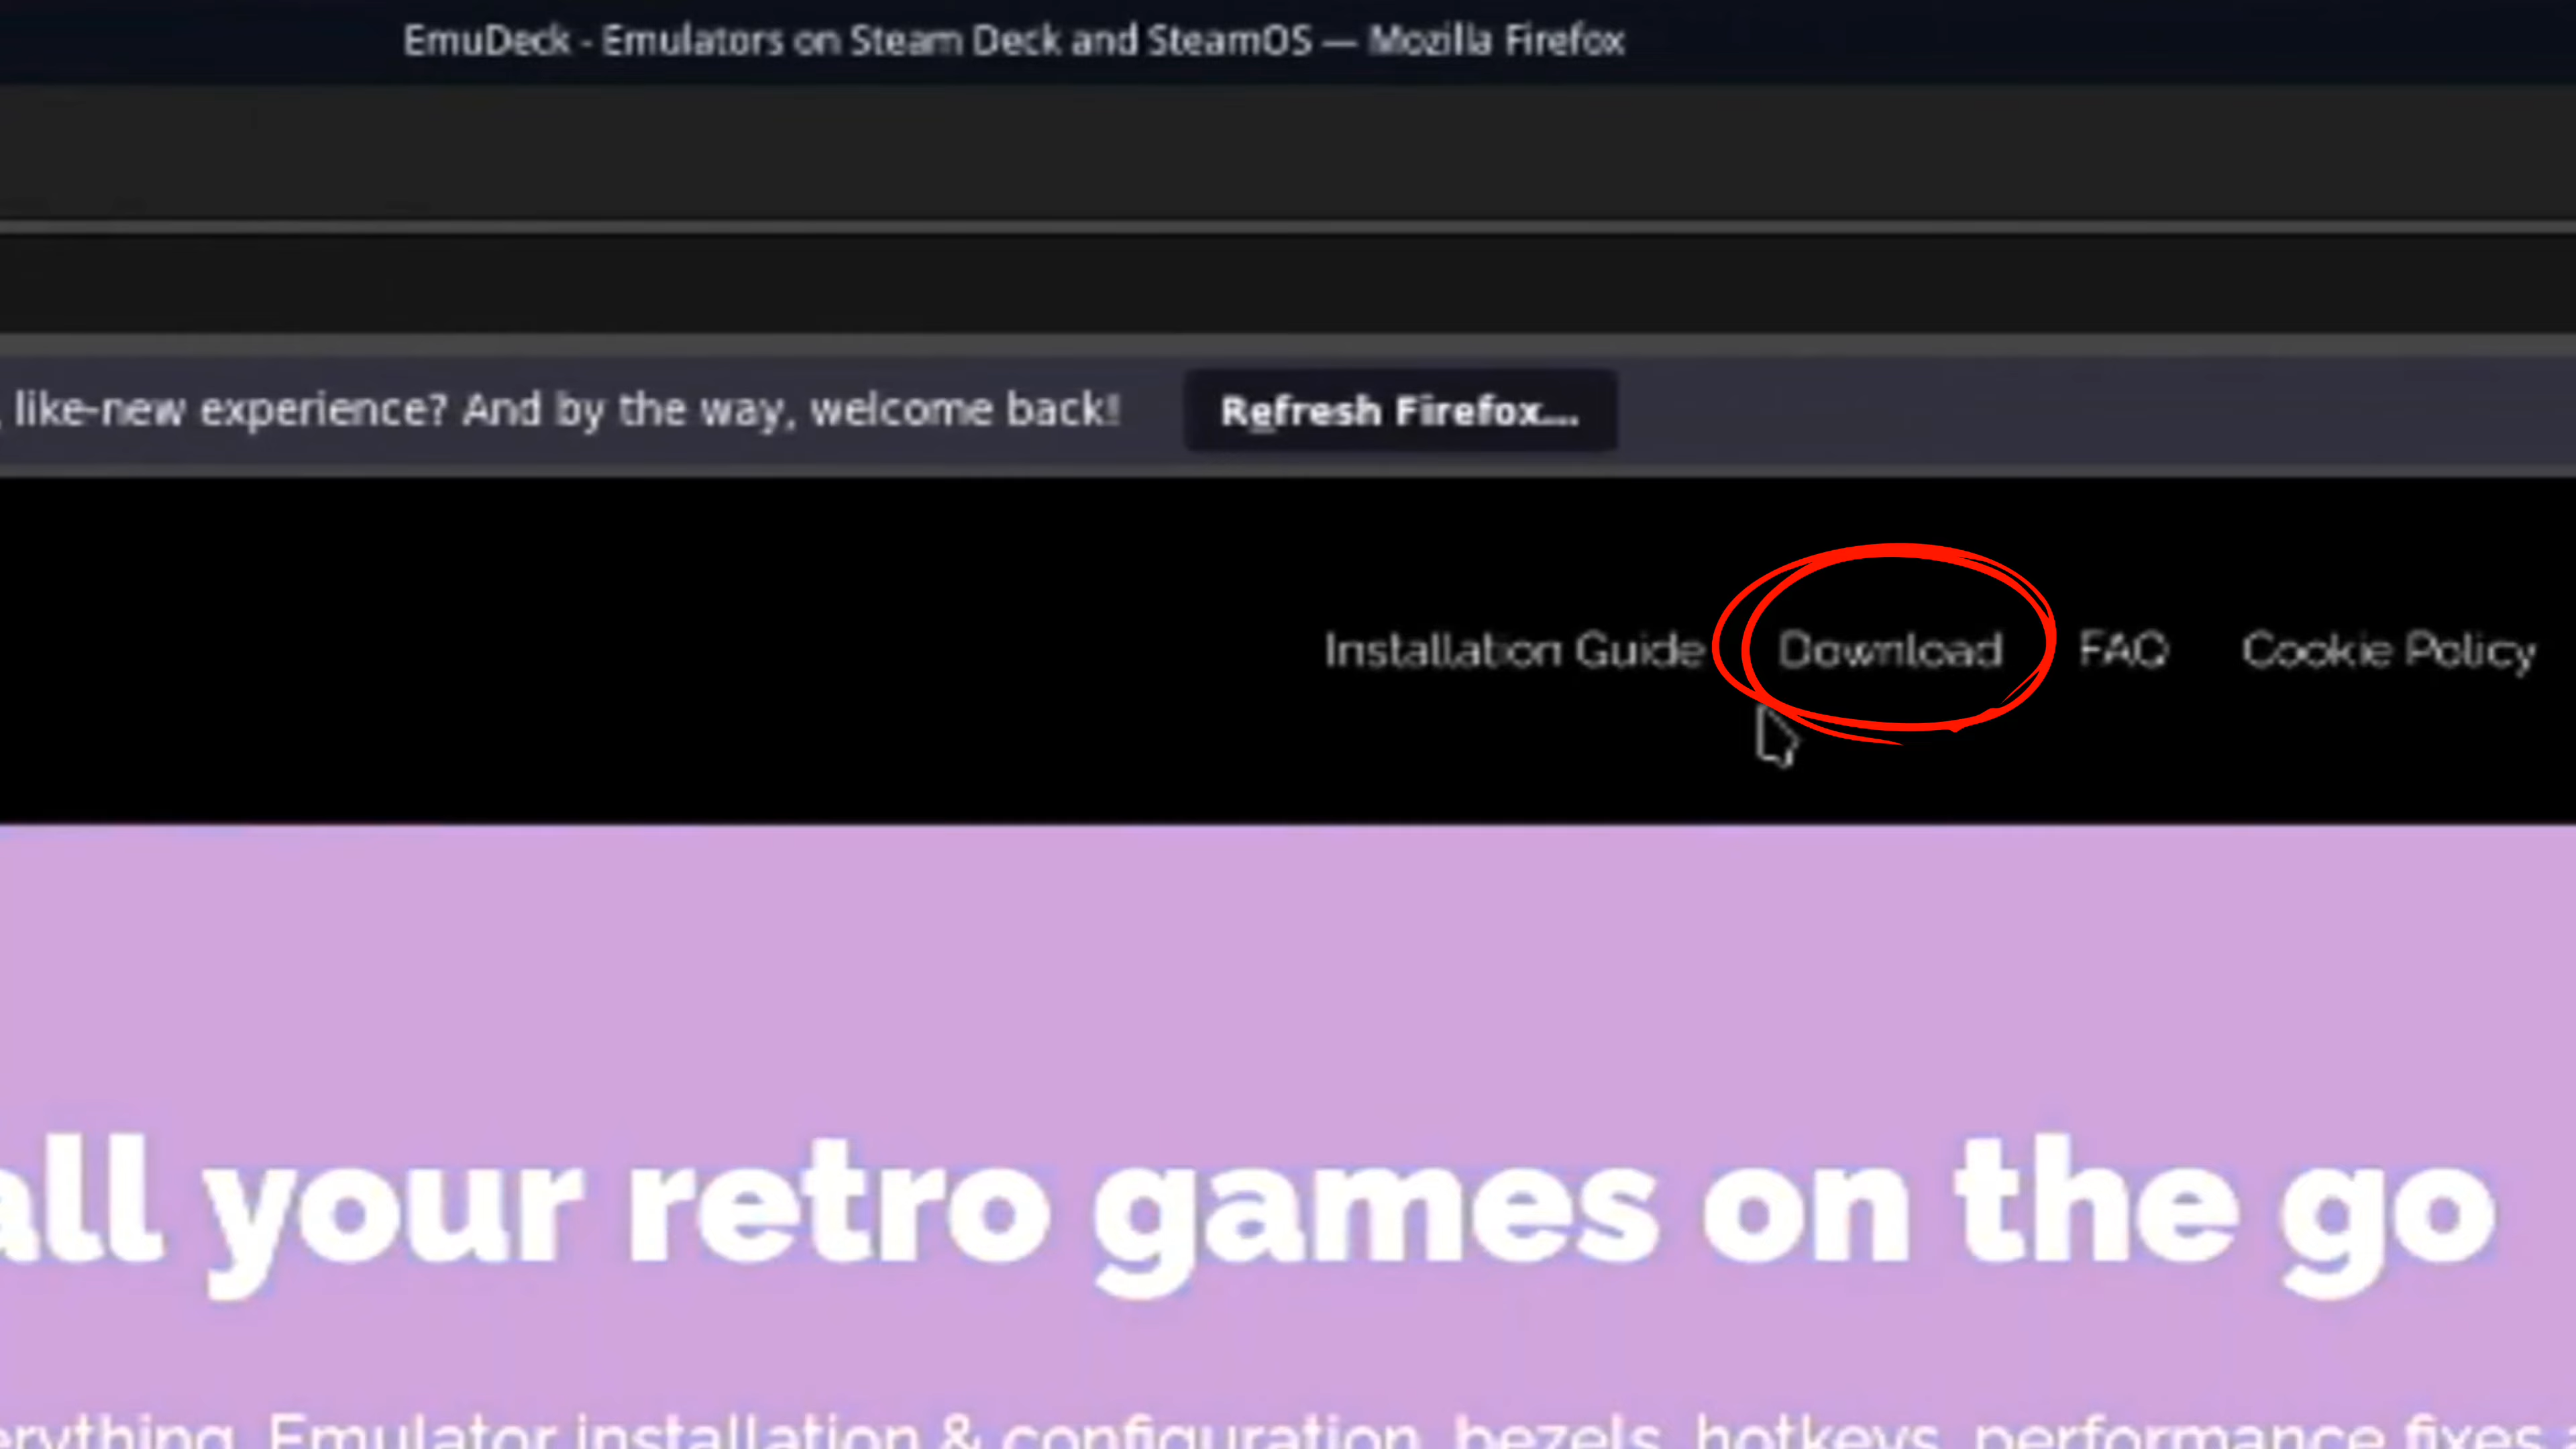 EmuDeck - Emulators on Steam Deck and SteamOS — Mozilla Firefox
, like-new experience? And by the way, welcome back!
Refresh Firefox...
Installation Guide
Download
FAQ
Cookie Policy
all your retro games on the go
erything. Emulator installation & configuration, bezels, hotkeys, performance fixes